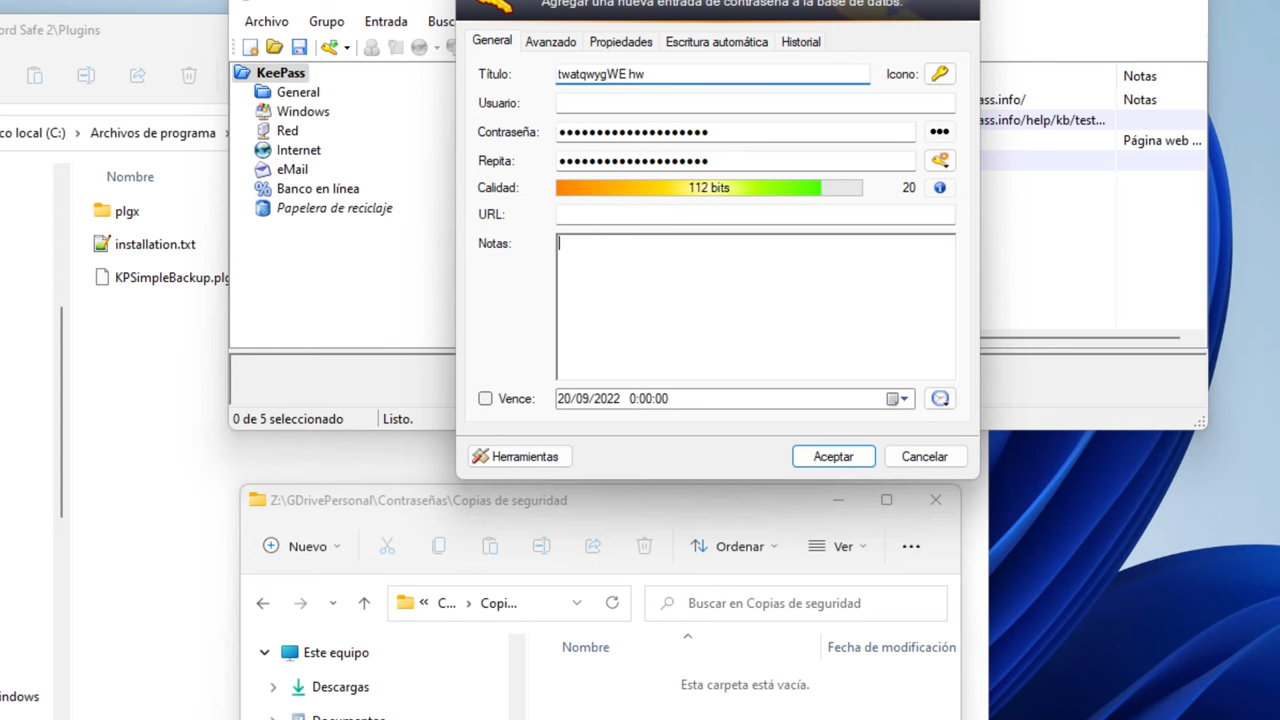 ord Safe 2\Plugins
co local (C:) > Archivos de programa >
Nombre
plgx
installation.txt
KPSimpleBackup.plg
indows
Archivo Grupo Entrada Busc
KeePass
General
Windows
Red
Internet
eMail
Banco en línea
Papelera de reciclaje
0 de 5 seleccionado
Listo.
Agregar una nueva entrada de contraseña a la base de datos.
General Avanzado Propiedades Escritura automática Historial
Título: twatqwygWE hw Icono:
Usuario:
Contraseña: ●●●●●●●●●●●●●●●●●●●●
Repita: ●●●●●●●●●●●●●●●●●●●●
Calidad: 112 bits 20
URL:
Notas:
Vence: 20/09/2022 0:00:00
Herramientas Aceptar Cancelar
Notas
ass.info/ Notas
ass.info/help/kb/test...
Página web ...
Z:\GDrivePersonal\Contraseñas\Copias de seguridad
Nuevo Ordenar Ver
« C... > Copi... Buscar en Copias de seguridad
Este equipo
Descargas
Documentos
Nombre Fecha de modificación
Esta carpeta está vacía.